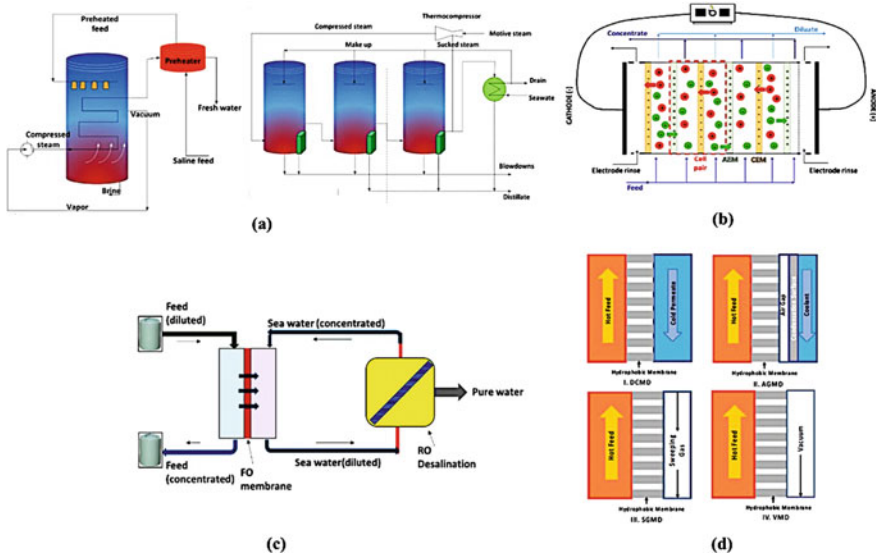 Preheated
feed
Preheater
Vacuum
Fresh water
Compressed
steam
Saline feed
Brine
Vapor
Thermocompressor
Compressed steam
Motive steam
Make up
Sucked steam
Drain
Seawate
Blowdowns
Distillate
(a)
Concentrate
Diluate
CATHODE (-)
ANODE (+)
Electrode rinse
Cell
pair
AEM
CEM
Electrode rinse
Feed
(b)
Feed
(diluted)
Sea water (concentrated)
Pure water
RO
Desalination
Feed
(concentrated)
FO
membrane
Sea water(diluted)
(c)
Hot Feed
Cold Permeate
Hydrophobic Membrane
I. DCMD
Hot Feed
Air Gap
Coolant
Hydrophobic Membrane
II. AGMD
Hot Feed
Sweeping
Gas
Hydrophobic Membrane
III. SGMD
Hot Feed
Vacuum
Hydrophobic Membrane
IV. VMD
(d)